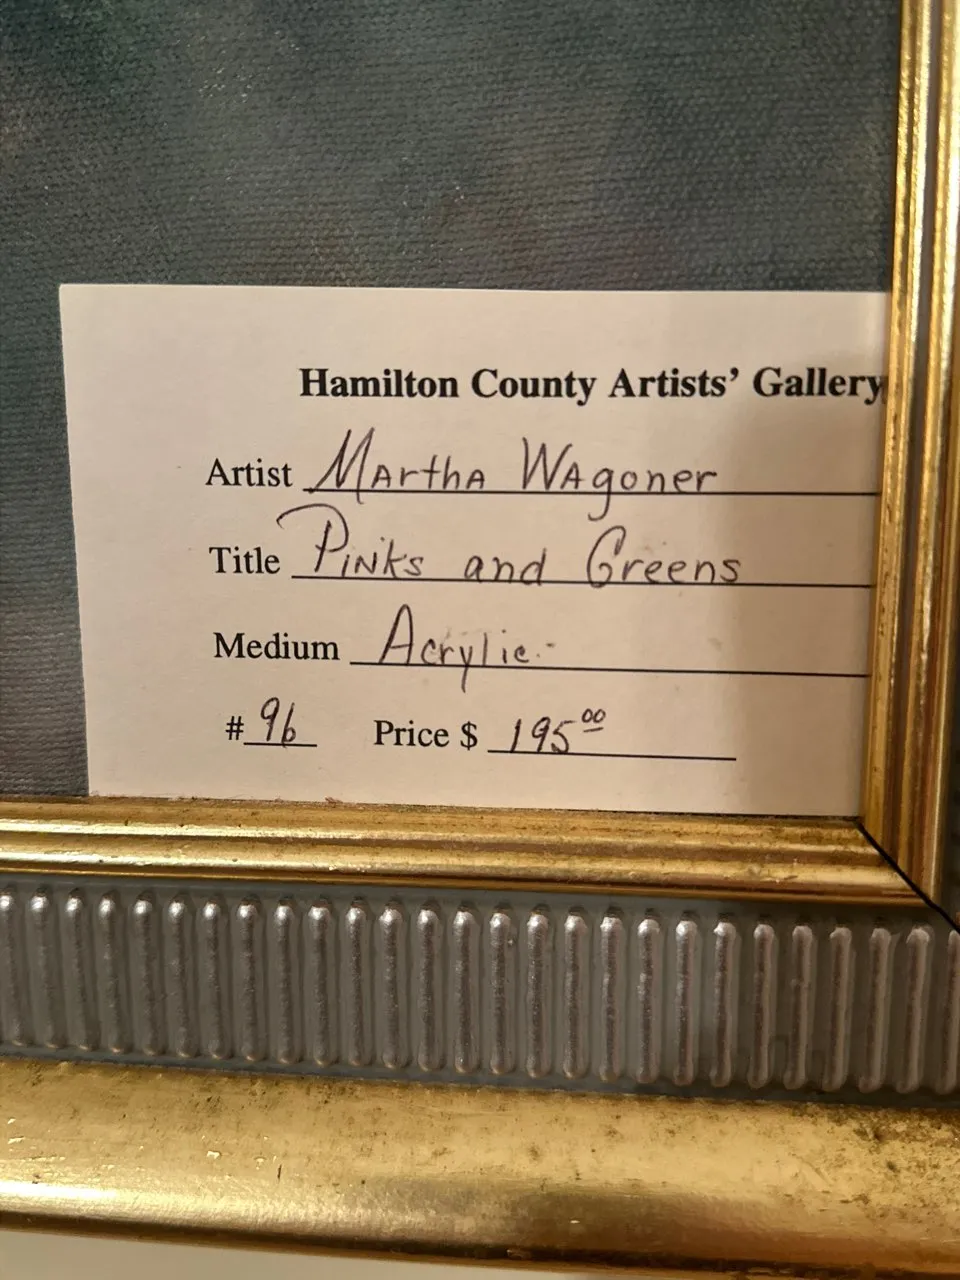 Hamilton County Artists' Gallery
Artist Martha Wagoner
Title Pinks and Greens
Medium Acrylic
# 96 Price $ 195.00